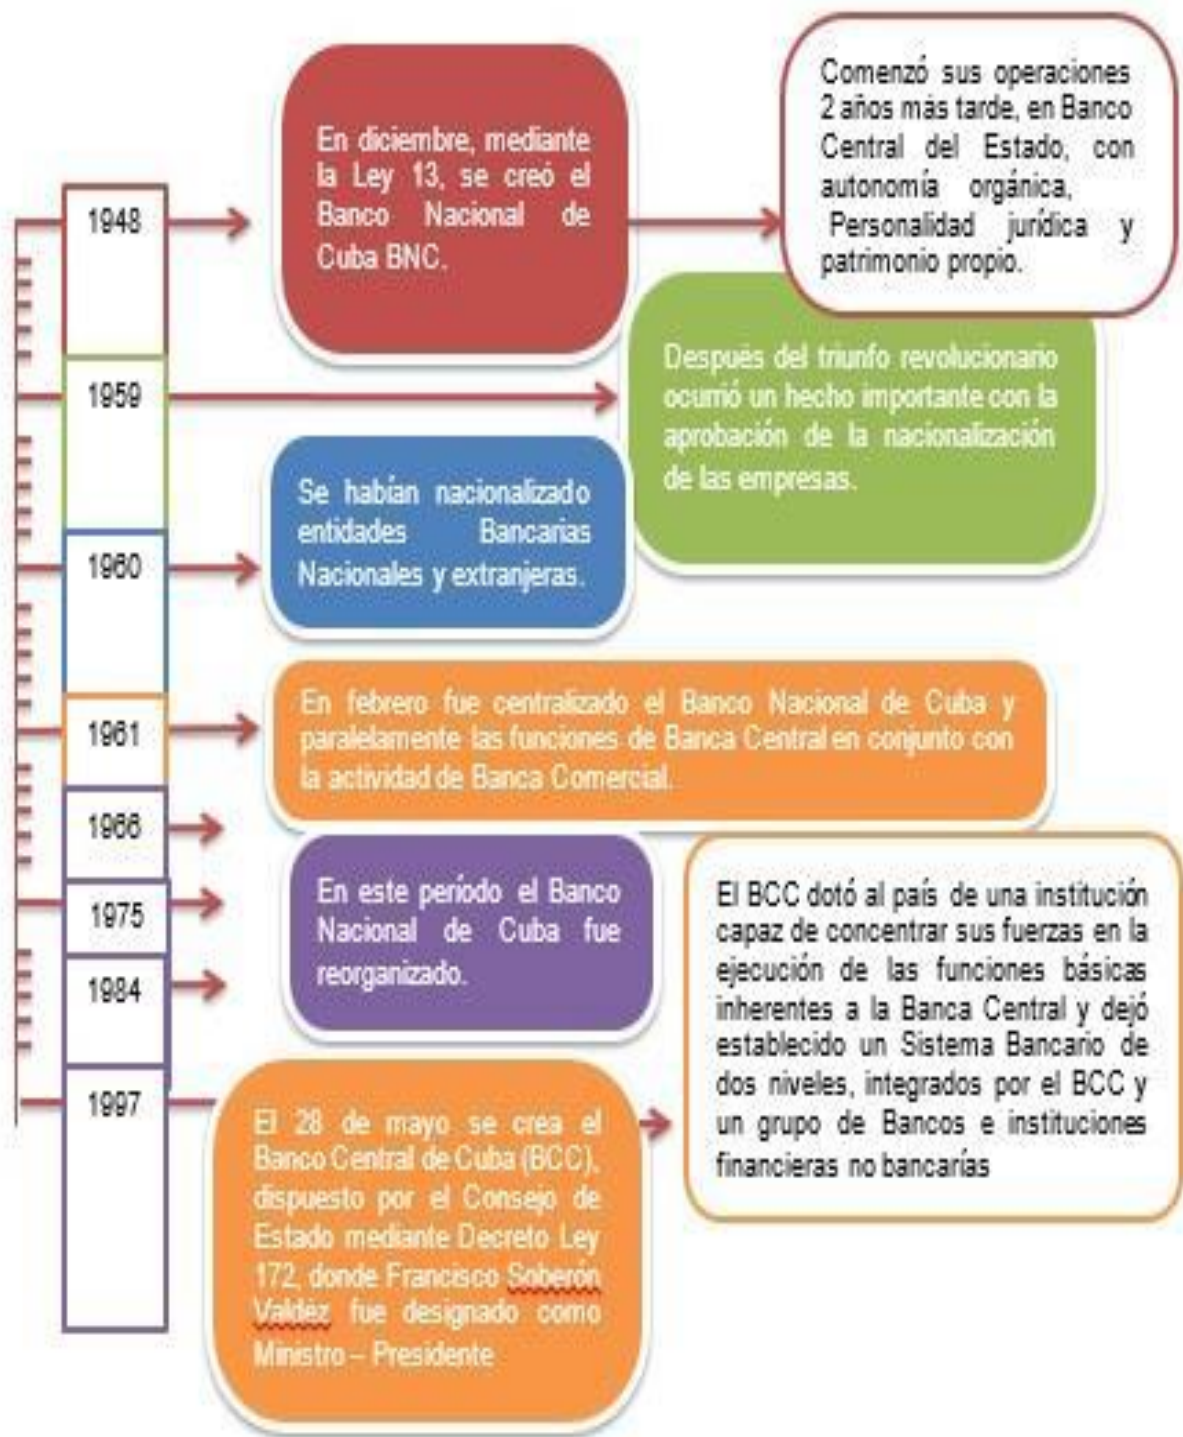 1948
En diciembre, mediante
la Ley 13, se creó el
Banco Nacional de
Cuba BNC.
Comenzó sus operaciones
2 años más tarde, en Banco
Central del Estado, con
autonomía orgánica,
Personalidad jurídica y
patrimonio propio.
1959
Después del triunfo revolucionario
ocurrió un hecho importante con la
aprobación de la nacionalización
de las empresas.
1960
Se habían nacionalizado
entidades Bancarias
Nacionales y extranjeras.
1961
En febrero fue centralizado el Banco Nacional de Cuba y
paralelamente las funciones de Banca Central en conjunto con
la actividad de Banca Comercial.
1966
1975
1984
En este período el Banco
Nacional de Cuba fue
reorganizado.
1997
El 28 de mayo se crea el
Banco Central de Cuba (BCC),
dispuesto por el Consejo de
Estado mediante Decreto Ley
172, donde Francisco Soberón
Valdéz fue designado como
Ministro – Presidente
El BCC dotó al país de una institución
capaz de concentrar sus fuerzas en la
ejecución de las funciones básicas
inherentes a la Banca Central y dejó
establecido un Sistema Bancario de
dos niveles, integrados por el BCC y
un grupo de Bancos e instituciones
financieras no bancarías